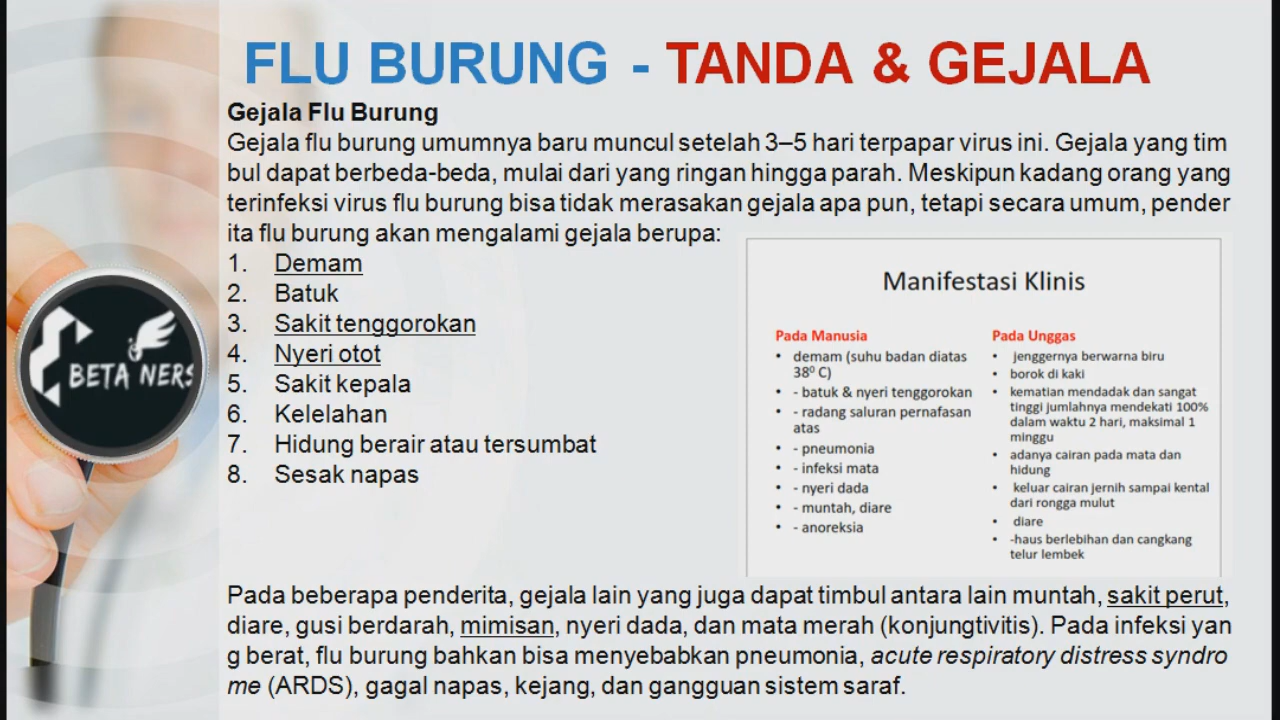 FLU BURUNG - TANDA & GEJALA
Gejala Flu Burung
Gejala flu burung umumnya baru muncul setelah 3–5 hari terpapar virus ini. Gejala yang tim
bul dapat berbeda-beda, mulai dari yang ringan hingga parah. Meskipun kadang orang yang
terinfeksi virus flu burung bisa tidak merasakan gejala apa pun, tetapi secara umum, pender
ita flu burung akan mengalami gejala berupa:
1. Demam
2. Batuk
3. Sakit tenggorokan
4. Nyeri otot
5. Sakit kepala
6. Kelelahan
7. Hidung berair atau tersumbat
8. Sesak napas
BETA NERS
Manifestasi Klinis
Pada Manusia
• demam (suhu badan diatas
38⁰ C)
• - batuk & nyeri tenggorokan
• - radang saluran pernafasan
atas
• - pneumonia
• - infeksi mata
• - nyeri dada
• - muntah, diare
• - anoreksia
Pada Unggas
• jenggernya berwarna biru
• borok di kaki
• kematian mendadak dan sangat
tinggi jumlahnya mendekati 100%
dalam waktu 2 hari, maksimal 1
minggu
• adanya cairan pada mata dan
hidung
• keluar cairan jernih sampai kental
dari rongga mulut
• diare
• -haus berlebihan dan cangkang
telur lembek
Pada beberapa penderita, gejala lain yang juga dapat timbul antara lain muntah, sakit perut,
diare, gusi berdarah, mimisan, nyeri dada, dan mata merah (konjungtivitis). Pada infeksi yan
g berat, flu burung bahkan bisa menyebabkan pneumonia, acute respiratory distress syndro
me (ARDS), gagal napas, kejang, dan gangguan sistem saraf.